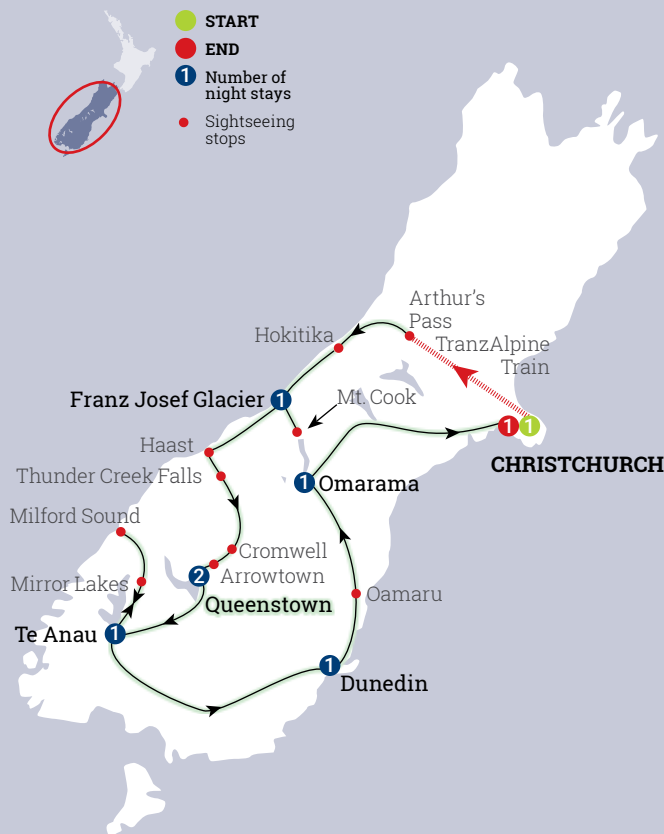 START
END
1
Number of
night stays
Sightseeing
stops
Arthur's
Pass
TranzAlpine
Train
Hokitika
Franz Josef Glacier
1
Mt. Cook
1
1
CHRISTCHURCH
Haast
Thunder Creek Falls
1
Omarama
Milford Sound
Cromwell
Mirror Lakes
2
Arrowtown
Queenstown
Oamaru
Te Anau
1
1
Dunedin